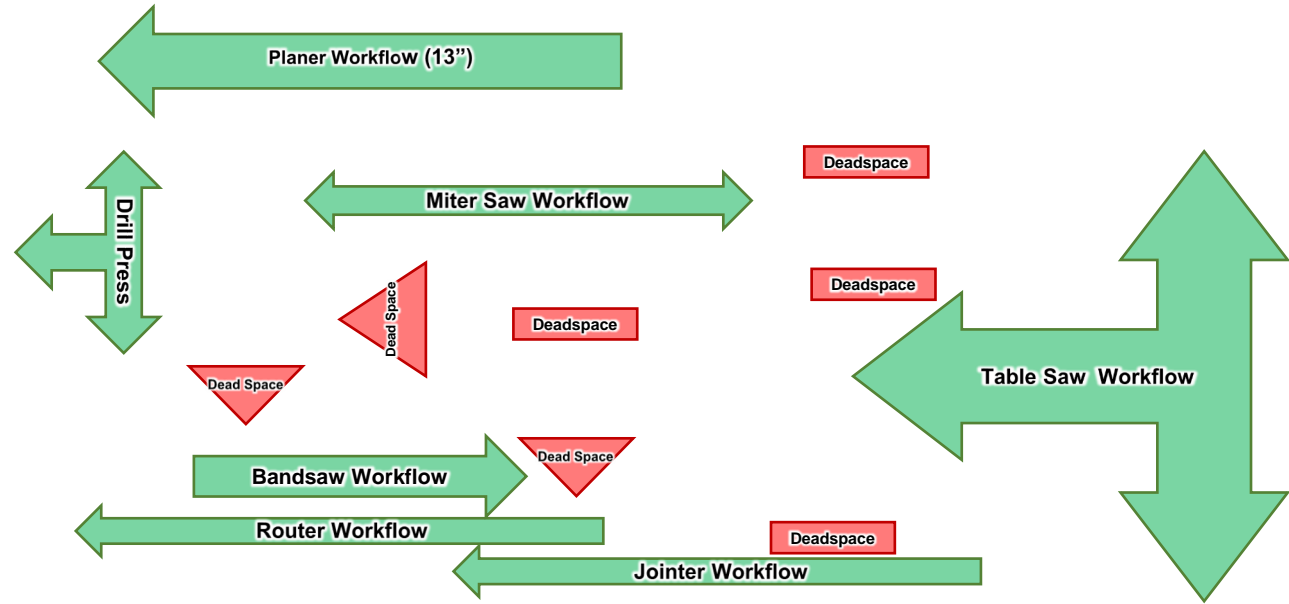 Planer Workflow (13”)
Deadspace
Drill Press
Miter Saw Workflow
Deadspace
Dead Space
Deadspace
Dead Space
Table Saw  Workflow
Dead Space
Bandsaw Workflow
Router Workflow
Deadspace
Jointer Workflow